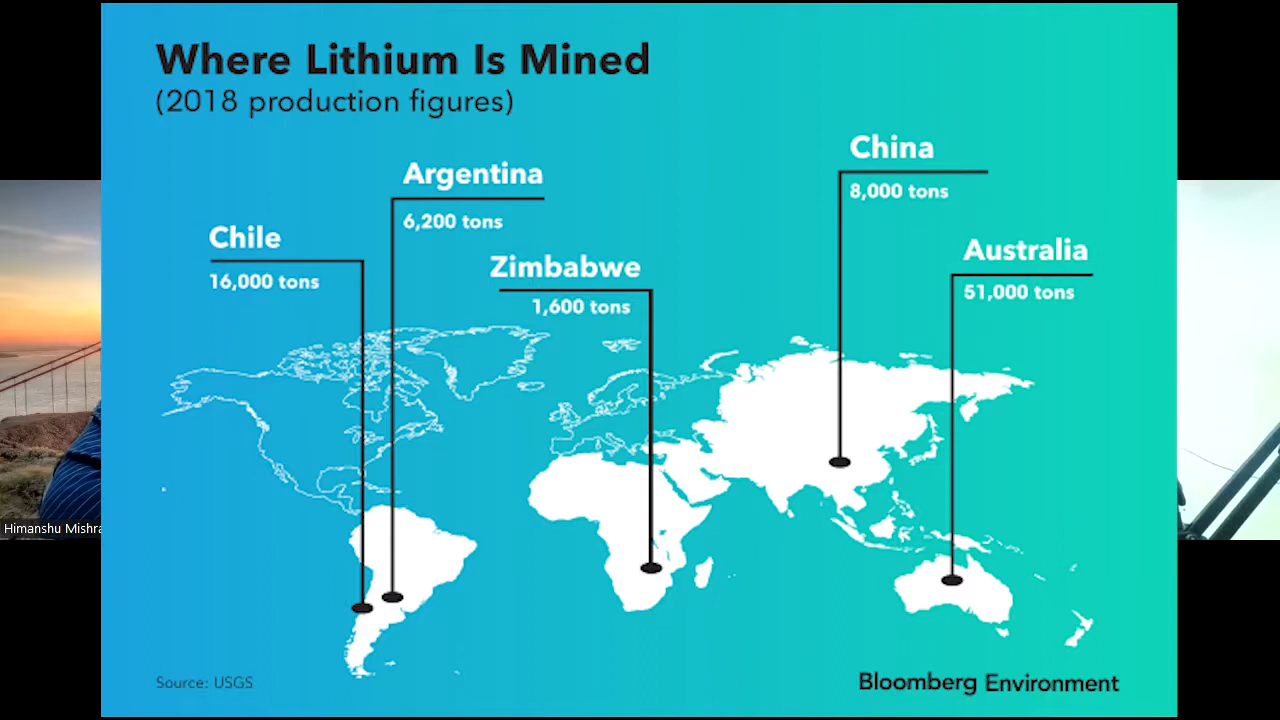 Where Lithium Is Mined
(2018 production figures)
China
8,000 tons
Argentina
6,200 tons
Chile
16,000 tons
Australia
51,000 tons
Zimbabwe
1,600 tons
Himanshu Mishra
Source: USGS
Bloomberg Environment